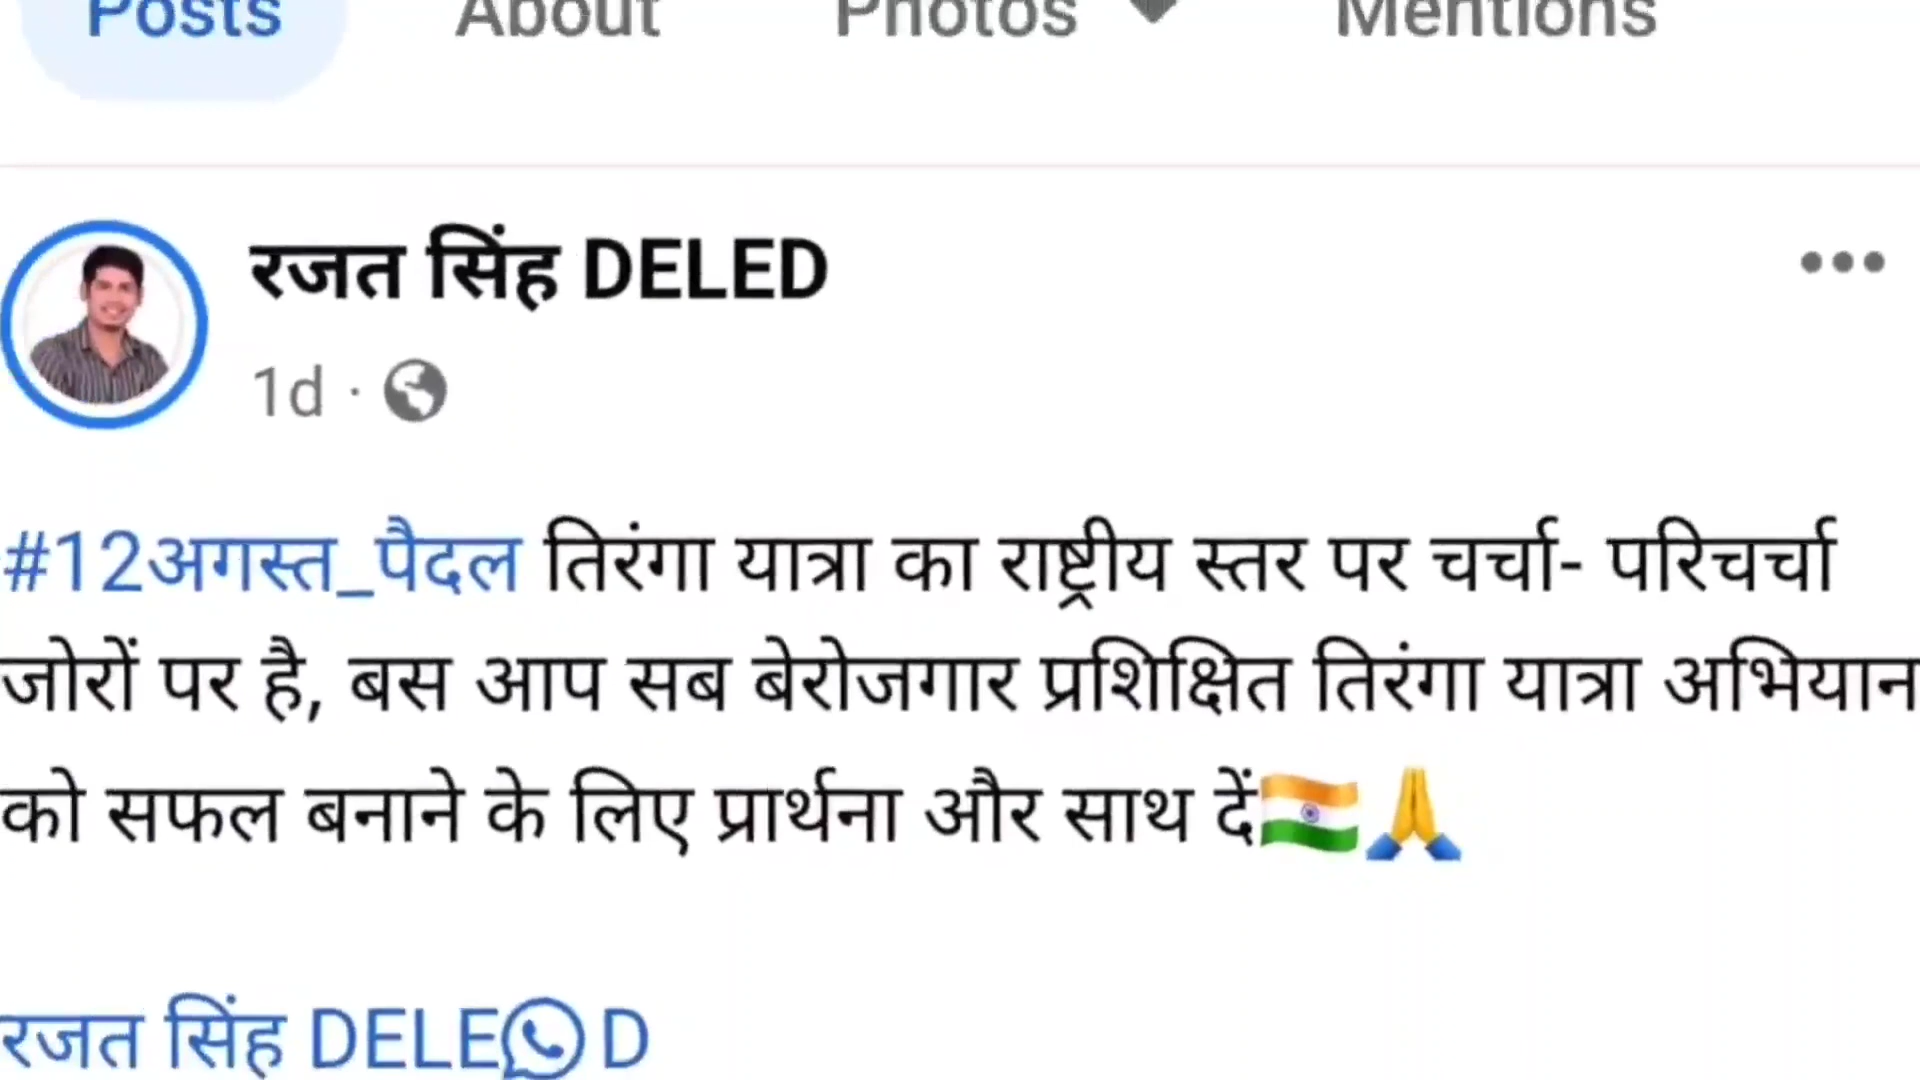 Posts About Photos Mentions
रजत सिंह DELED
1d ·
#12अगस्त_पैदल तिरंगा यात्रा का राष्ट्रीय स्तर पर चर्चा- परिचर्चा
जोरों पर है, बस आप सब बेरोजगार प्रशिक्षित तिरंगा यात्रा अभियान
को सफल बनाने के लिए प्रार्थना और साथ दें🇮🇳🙏
रजत सिंह DELED